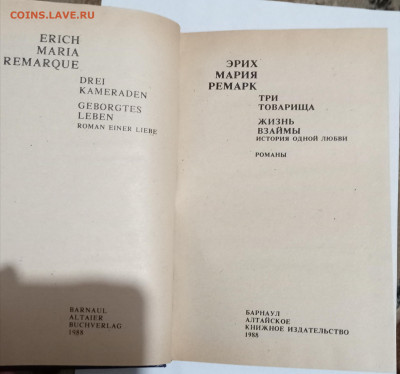 COINS.ЛАВЕ.RU
ERICH
MARIA
REMARQUE
DREI
KAMERADEN
GEBORGTES
LEBEN
ROMAN EINER LIEBE
BARNAUL
ALTAIER
BUCHVERLAG
1988
ЭРИХ
МАРИЯ
РЕМАРК
ТРИ
ТОВАРИЩА
ЖИЗНЬ
ВЗАЙМЫ
ИСТОРИЯ ОДНОЙ ЛЮБВИ
РОМАНЫ
БАРНАУЛ
АЛТАЙСКОЕ
КНИЖНОЕ ИЗДАТЕЛЬСТВО
1988